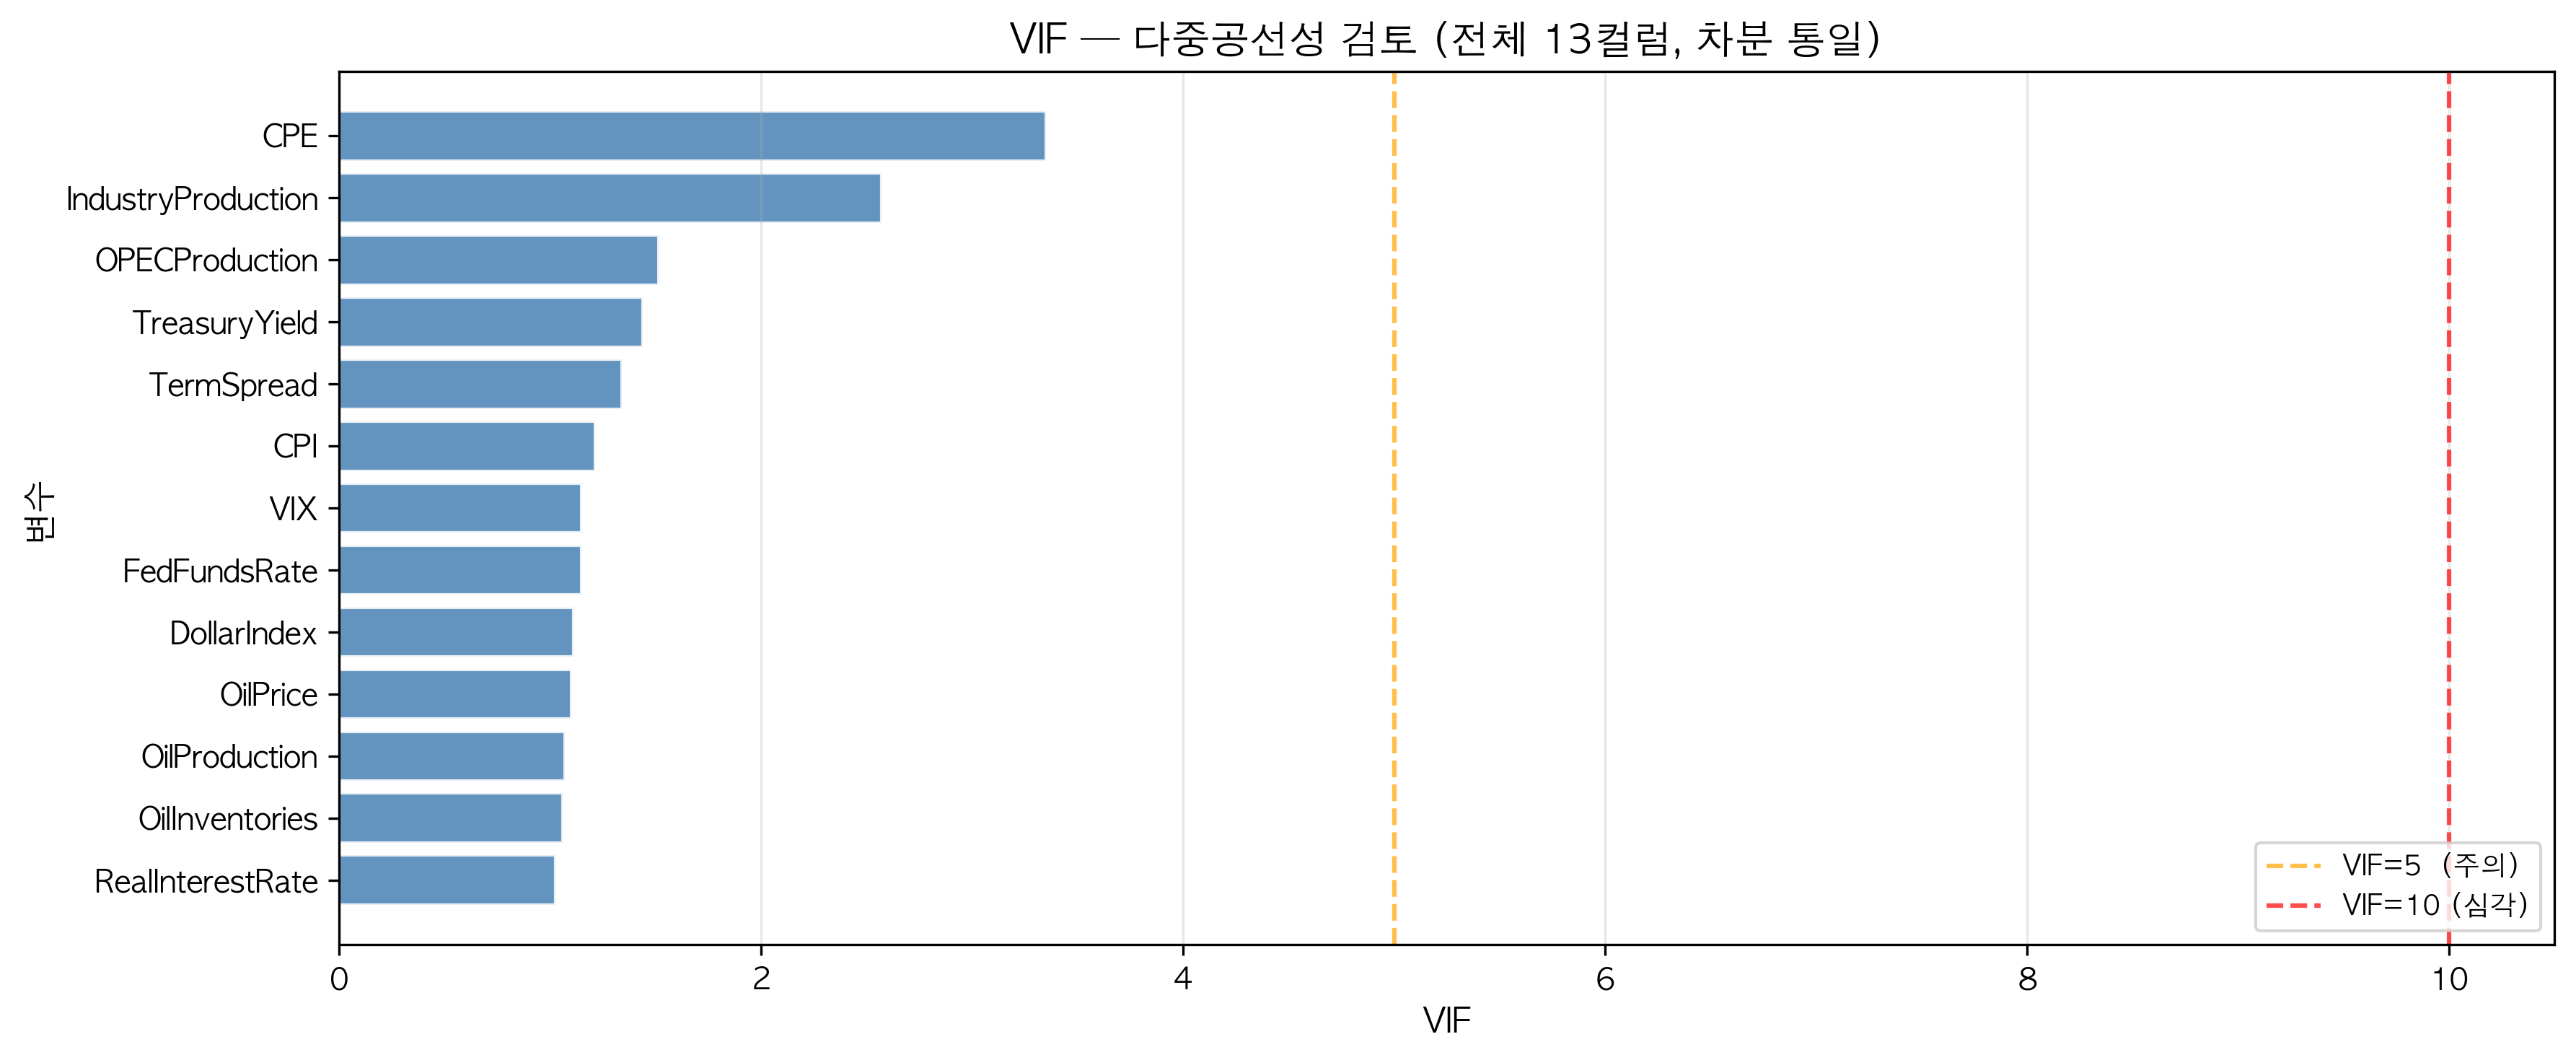 VIF — 다중공선성 검토 (전체 13컬럼, 차분 통일)
변수
CPE
IndustryProduction
OPECProduction
TreasuryYield
TermSpread
CPI
VIX
FedFundsRate
DollarIndex
OilPrice
OilProduction
OilInventories
RealInterestRate
VIF=5 (주의)
VIF=10 (심각)
0 2 4 6 8 10
VIF